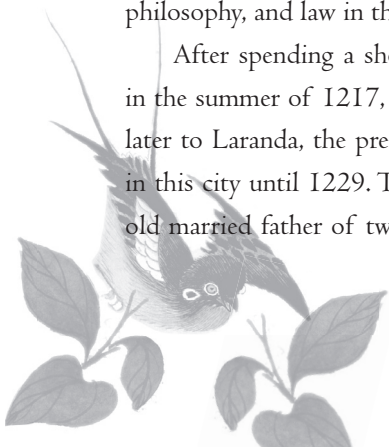 philosophy, and law in th
After spending a sh
in the summer of 1217,
later to Laranda, the pre
in this city until 1229. T
old married father of tw